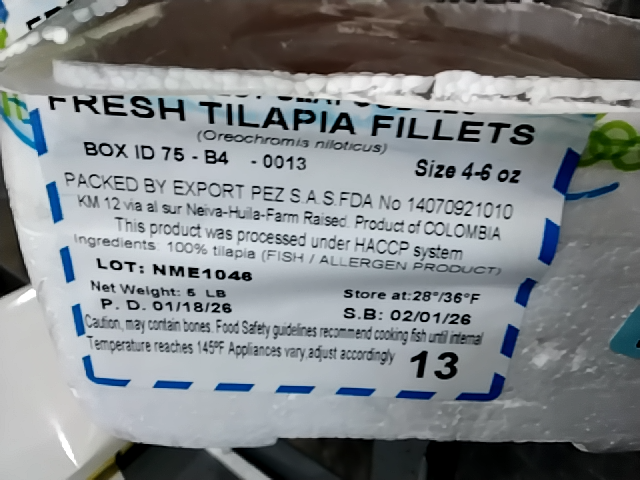 FRESH TILAPIA FILLETS
(Oreochromis niloticus)
BOX ID 75 - B4 - 0013
Size 4-6 oz
PACKED BY EXPORT PEZ S.A.S.FDA No 14070921010
KM 12 via al sur Neiva-Huila-Farm Raised. Product of COLOMBIA
This product was processed under HACCP system
Ingredients: 100% tilapia (FISH / ALLERGEN PRODUCT)
LOT: NME1046
Net Weight: 5 LB
Store at:28°/36°F
P. D. 01/18/26
S.B: 02/01/26
Caution, may contain bones. Food Safety guidelines recommend cooking fish until internal
Temperature reaches 145ºF Appliances vary,adjust accordingly
13